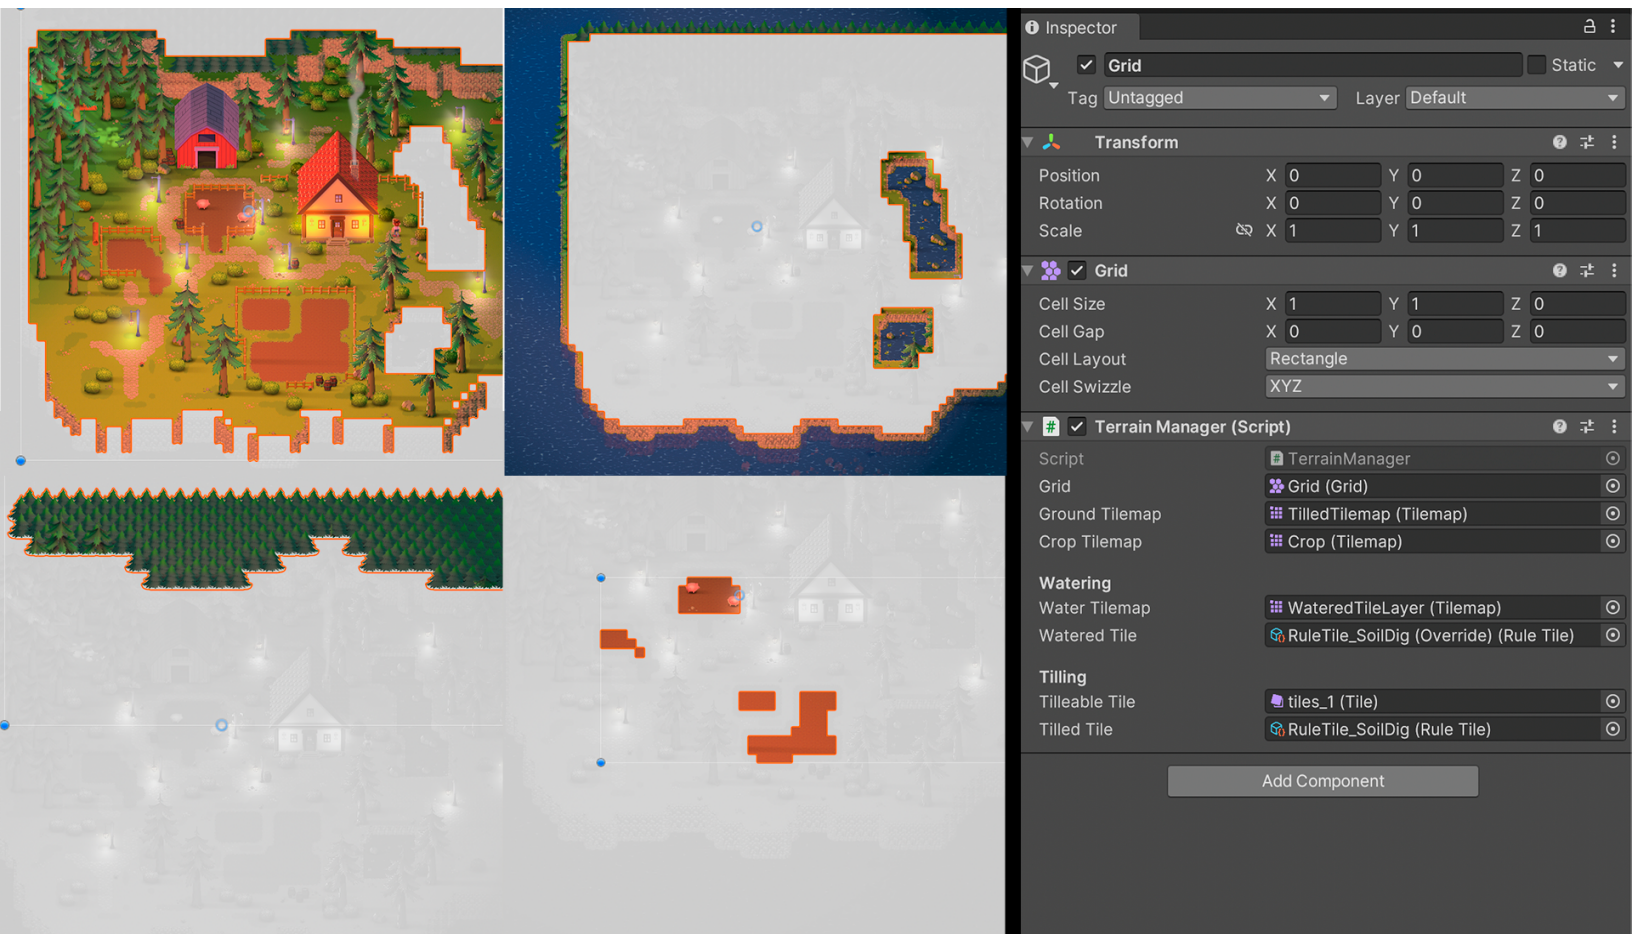 Inspector
Grid Static
Tag Untagged Layer Default
Transform
Position X 0 Y 0 Z 0
Rotation X 0 Y 0 Z 0
Scale X 1 Y 1 Z 1
Grid
Cell Size X 1 Y 1 Z 0
Cell Gap X 0 Y 0 Z 0
Cell Layout Rectangle
Cell Swizzle XYZ
# Terrain Manager (Script)
Script # TerrainManager
Grid Grid (Grid)
Ground Tilemap TilledTilemap (Tilemap)
Crop Tilemap Crop (Tilemap)
Watering
Water Tilemap WateredTileLayer (Tilemap)
Watered Tile RuleTile_SoilDig (Override) (Rule Tile)
Tilling
Tilleable Tile tiles_1 (Tile)
Tilled Tile RuleTile_SoilDig (Rule Tile)
Add Component